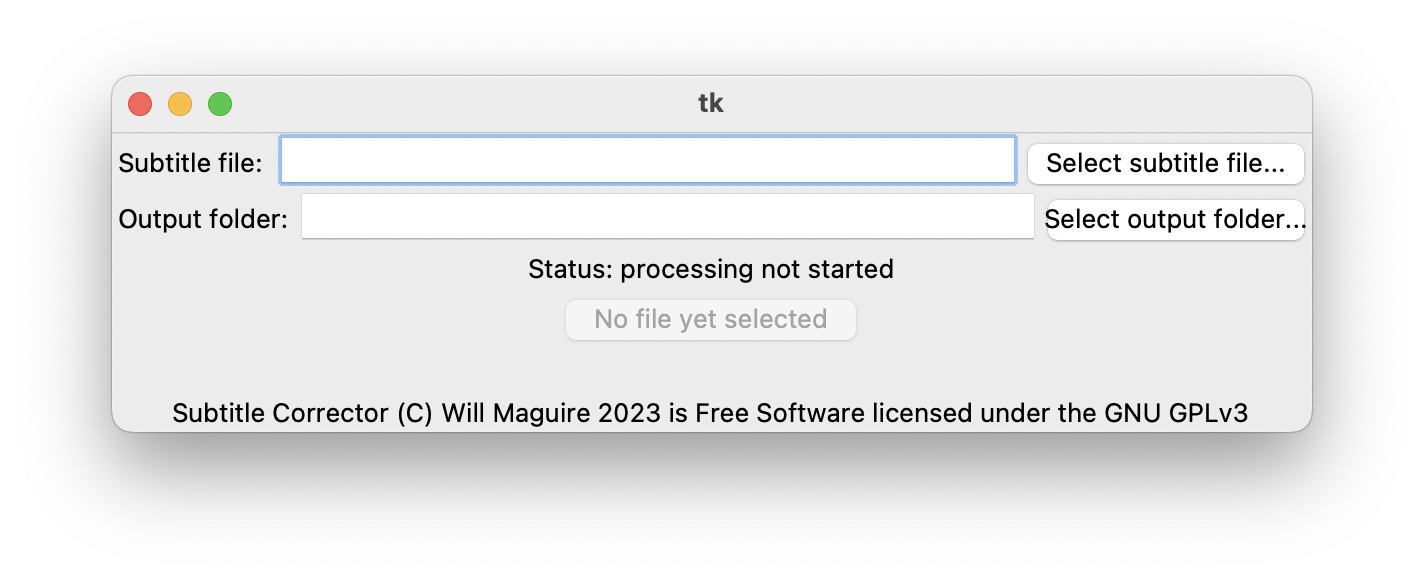 tk
Subtitle file: Select subtitle file...
Output folder: Select output folder...
Status: processing not started
No file yet selected
Subtitle Corrector (C) Will Maguire 2023 is Free Software licensed under the GNU GPLv3